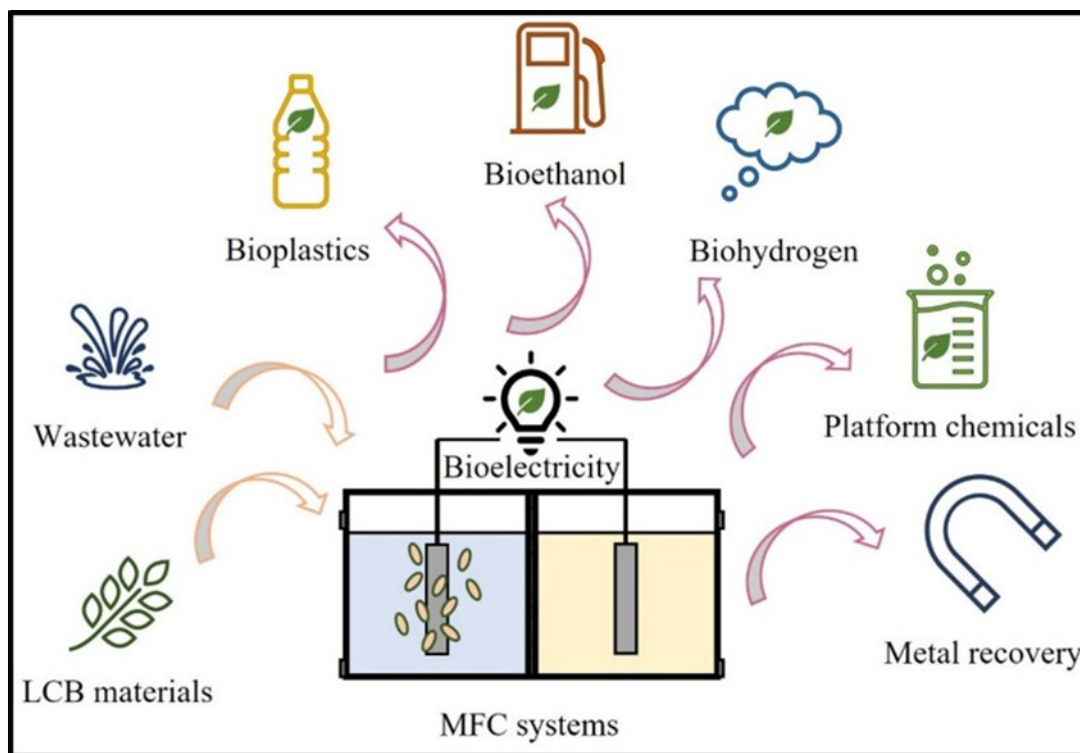 Bioethanol
Bioplastics
Biohydrogen
Wastewater
Platform chemicals
Bioelectricity
LCB materials
Metal recovery
MFC systems